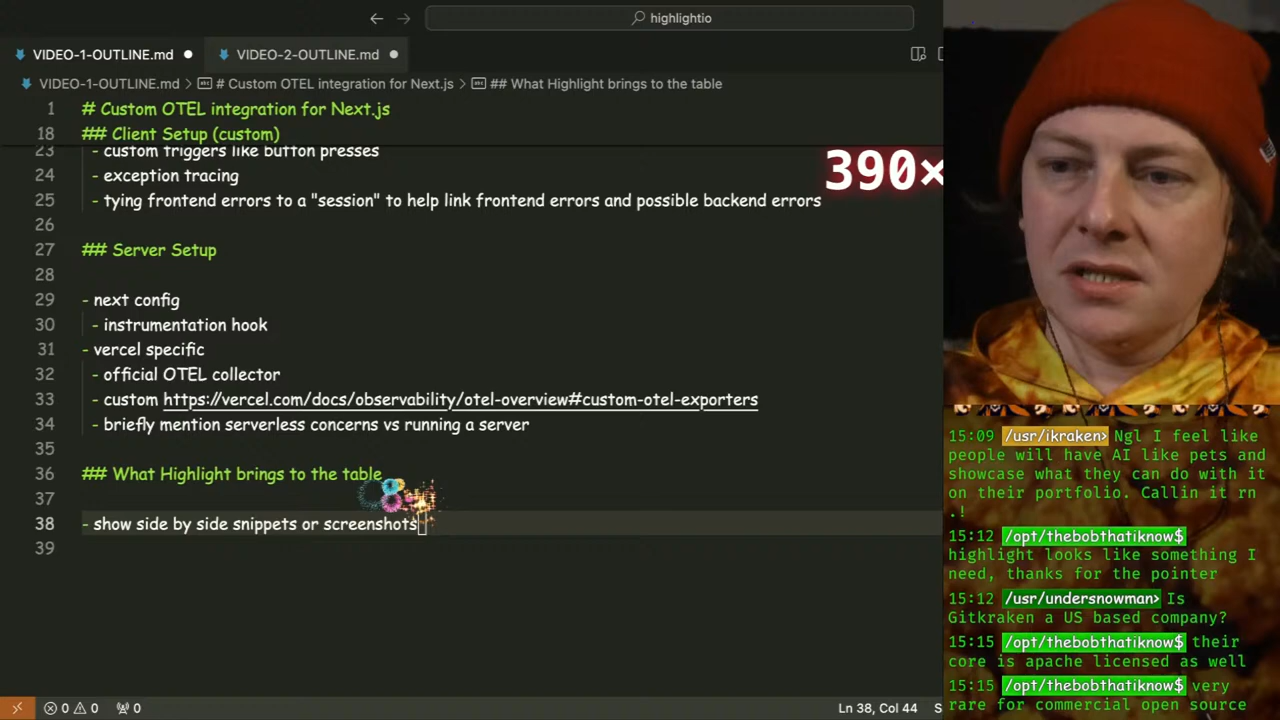 highlightio
VIDEO-1-OUTLINE.md
VIDEO-2-OUTLINE.md
VIDEO-1-OUTLINE.md > # Custom OTEL integration for Next.js > ## What Highlight brings to the table
1 # Custom OTEL integration for Next.js
18 ## Client Setup (custom)
23 - custom triggers like button presses
24 - exception tracing
25 - tying frontend errors to a "session" to help link frontend errors and possible backend errors
26
27 ## Server Setup
28
29 - next config
30 - instrumentation hook
31 - vercel specific
32 - official OTEL collector
33 - custom https://vercel.com/docs/observability/otel-overview#custom-otel-exporters
34 - briefly mention serverless concerns vs running a server
35
36 ## What Highlight brings to the table
37
38 - show side by side snippets or screenshots
39
390×
0 0 0
Ln 38, Col 44
15:09 /usr/ikraken> Ngl I feel like
people will have AI like pets and
showcase what they can do with it
on their portfolio. Callin it rn
.!
15:12 /opt/thebobthatiknow$
highlight looks like something I
need, thanks for the pointer
15:12 /usr/undersnowman> Is
Gitkraken a US based company?
15:15 /opt/thebobthatiknow$ their
core is apache licensed as well
15:15 /opt/thebobthatiknow$ very
rare for commercial open source